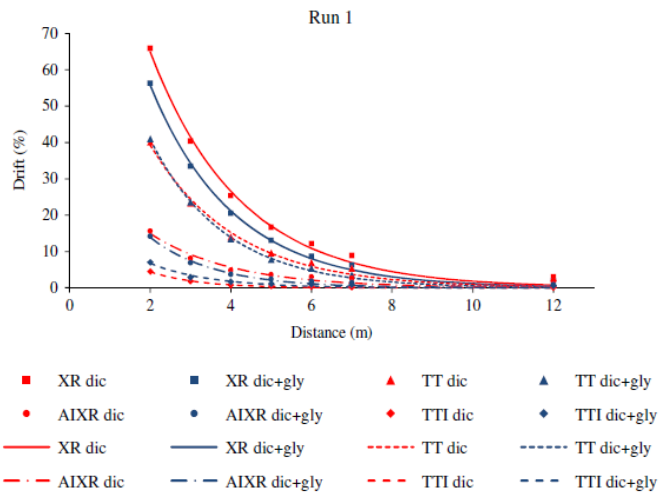 Run 1
70
60
50
40
30
20
10
0
Drift (%)
0 2 4 6 8 10 12
Distance (m)
XR dic XR dic+gly TT dic TT dic+gly
AIXR dic AIXR dic+gly TTI dic TTI dic+gly
XR dic XR dic+gly TT dic TT dic+gly
AIXR dic AIXR dic+gly TTI dic TTI dic+gly